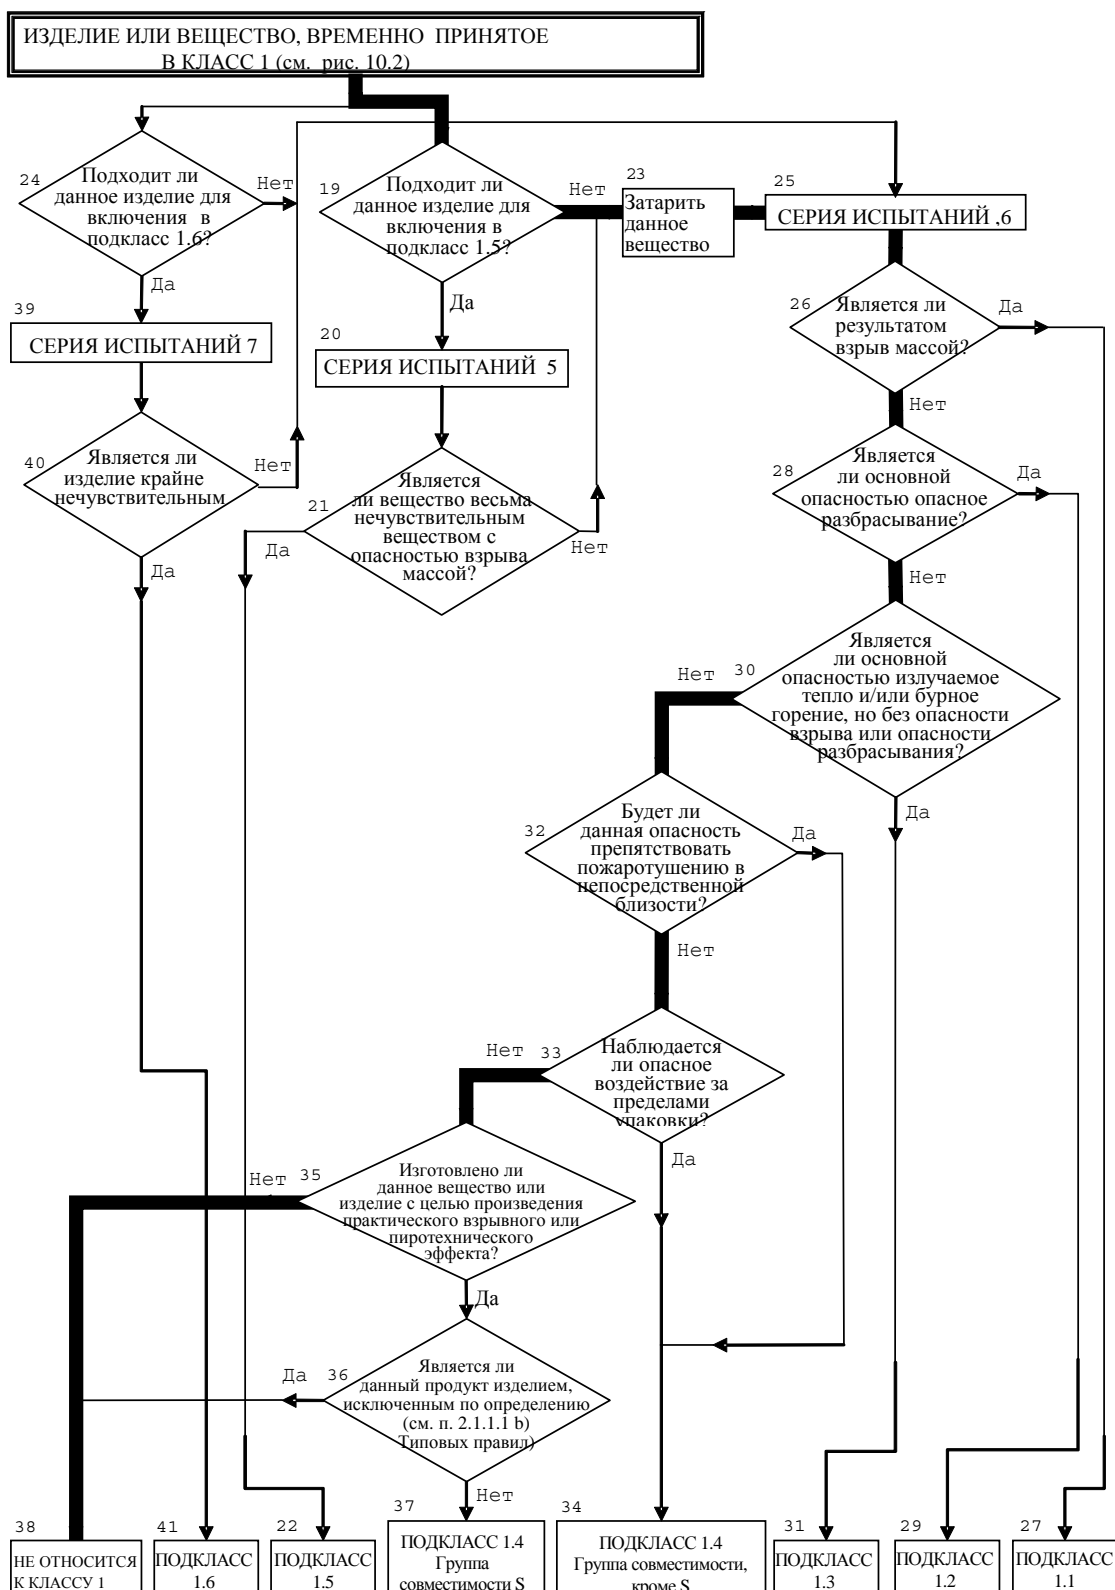 ИЗДЕЛИЕ ИЛИ ВЕЩЕСТВО, ВРЕМЕННО ПРИНЯТОЕ
В КЛАСС 1 (см. рис. 10.2)
24
Подходит ли
данное изделие для
включения в
подкласс 1.6?
Нет
Да
19
Подходит ли
данное изделие для
включения в
подкласс 1.5?
Нет
Да
23
Затарить
данное
вещество
25
СЕРИЯ ИСПЫТАНИЙ ,6
26
Является ли
результатом
взрыв массой?
Да
Нет
39
СЕРИЯ ИСПЫТАНИЙ 7
20
СЕРИЯ ИСПЫТАНИЙ 5
40
Является ли
изделие крайне
нечувствительным
Нет
Да
21
Является
ли вещество весьма
нечувствительным
веществом с
опасностью взрыва
массой?
Да
Нет
28
Является
ли основной
опасностью опасное
разбрасывание?
Да
Нет
30
Является
ли основной
опасностью излучаемое
тепло и/или бурное
горение, но без опасности
взрыва или опасности
разбрасывания?
Нет
Да
32
Будет ли
данная опасность
препятствовать
пожаротушению в
непосредственной
близости?
Да
Нет
33
Наблюдается
ли опасное
воздействие за
пределами
упаковки?
Нет
Да
35
Изготовлено ли
данное вещество или
изделие с целью произведения
практического взрывного или
пиротехнического
эффекта?
Нет
Да
36
Является ли
данный продукт изделием,
исключенным по определению
(см. п. 2.1.1.1 b)
Типовых правил)
Да
Нет
38
НЕ ОТНОСИТСЯ
К КЛАССУ 1
41
ПОДКЛАСС
1.6
22
ПОДКЛАСС
1.5
37
ПОДКЛАСС 1.4
Группа
совместимости S
34
ПОДКЛАСС 1.4
Группа совместимости,
кроме S
31
ПОДКЛАСС
1.3
29
ПОДКЛАСС
1.2
27
ПОДКЛАСС
1.1